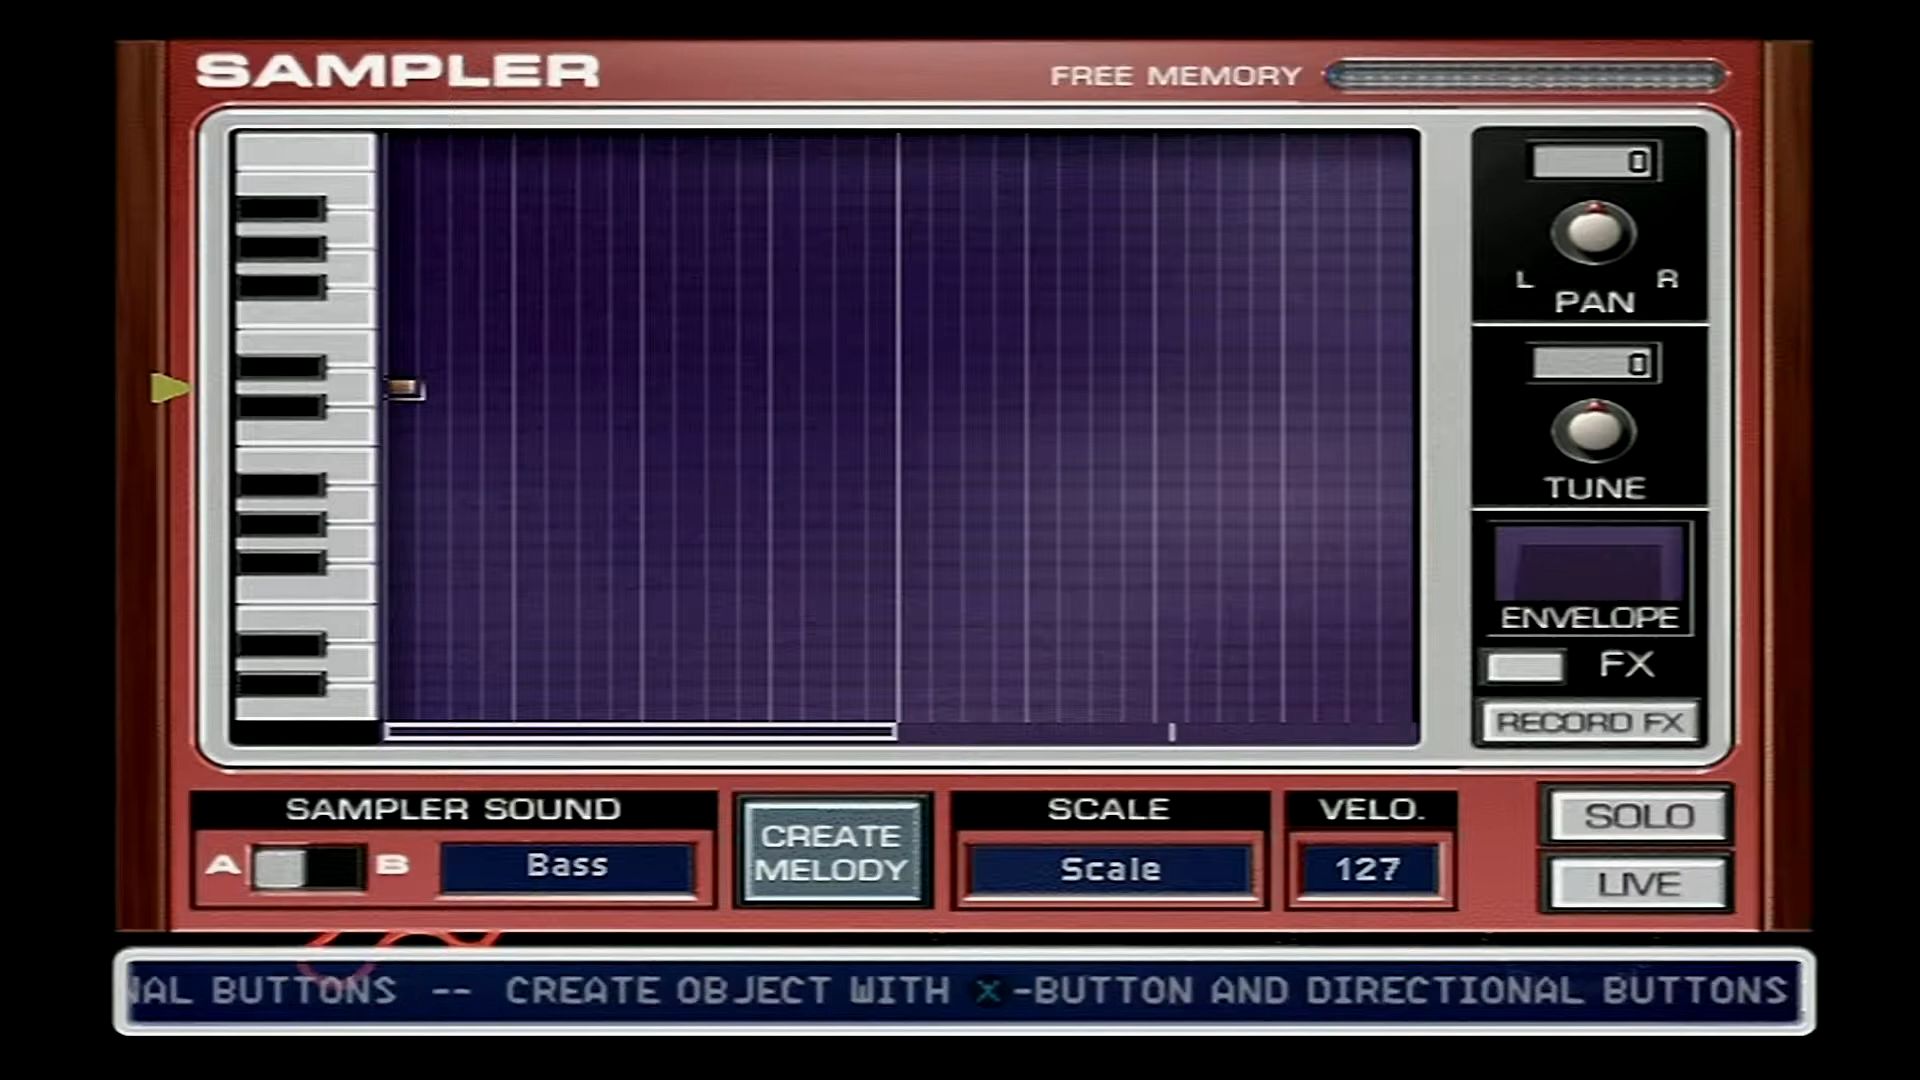 SAMPLER
FREE MEMORY
0
L R
PAN
0
TUNE
ENVELOPE
FX
RECORD FX
SAMPLER SOUND
A B
Bass
CREATE
MELODY
SCALE
Scale
VELO.
127
SOLO
LIVE
NAL BUTTONS -- CREATE OBJECT WITH X-BUTTON AND DIRECTIONAL BUTTONS